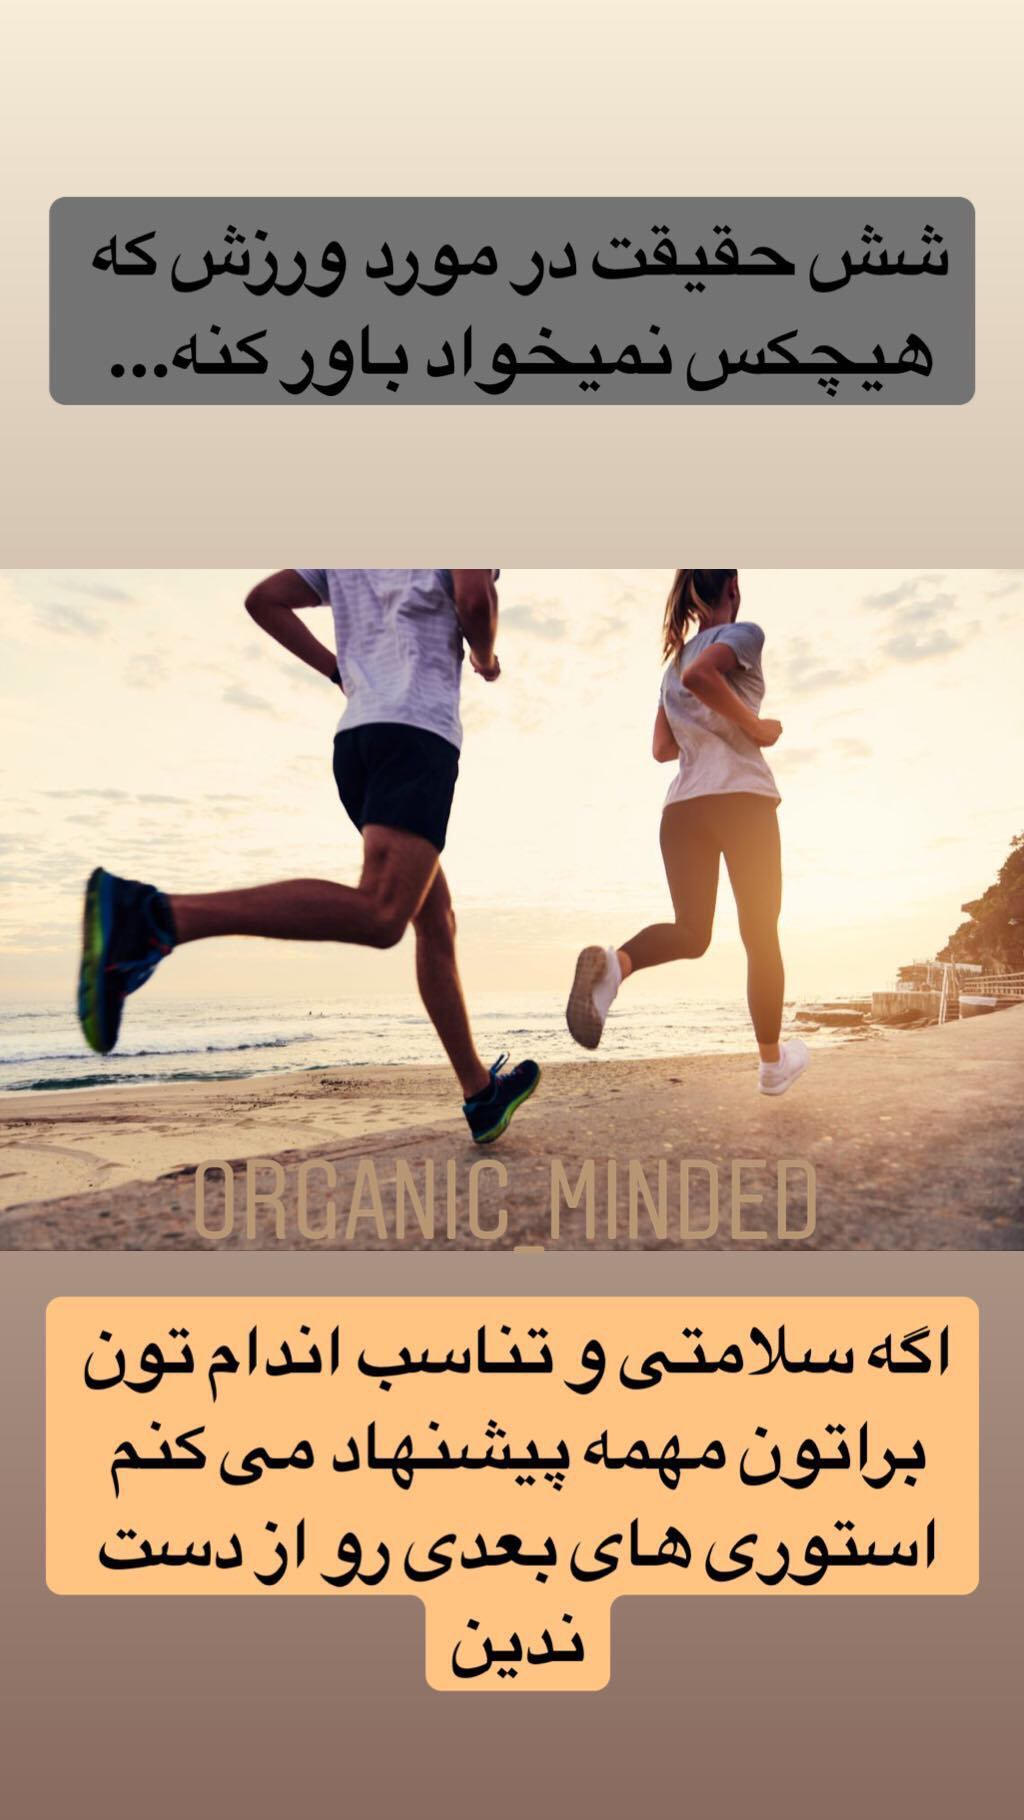 شش حقیقت در مورد ورزش که
هیچکس نمیخواد باور کنه...
ORGANIC_MINDED
اگه سلامتی و تناسب اندام تون
براتون مهمه پیشنهاد می کنم
استوری های بعدی رو از دست
ندین